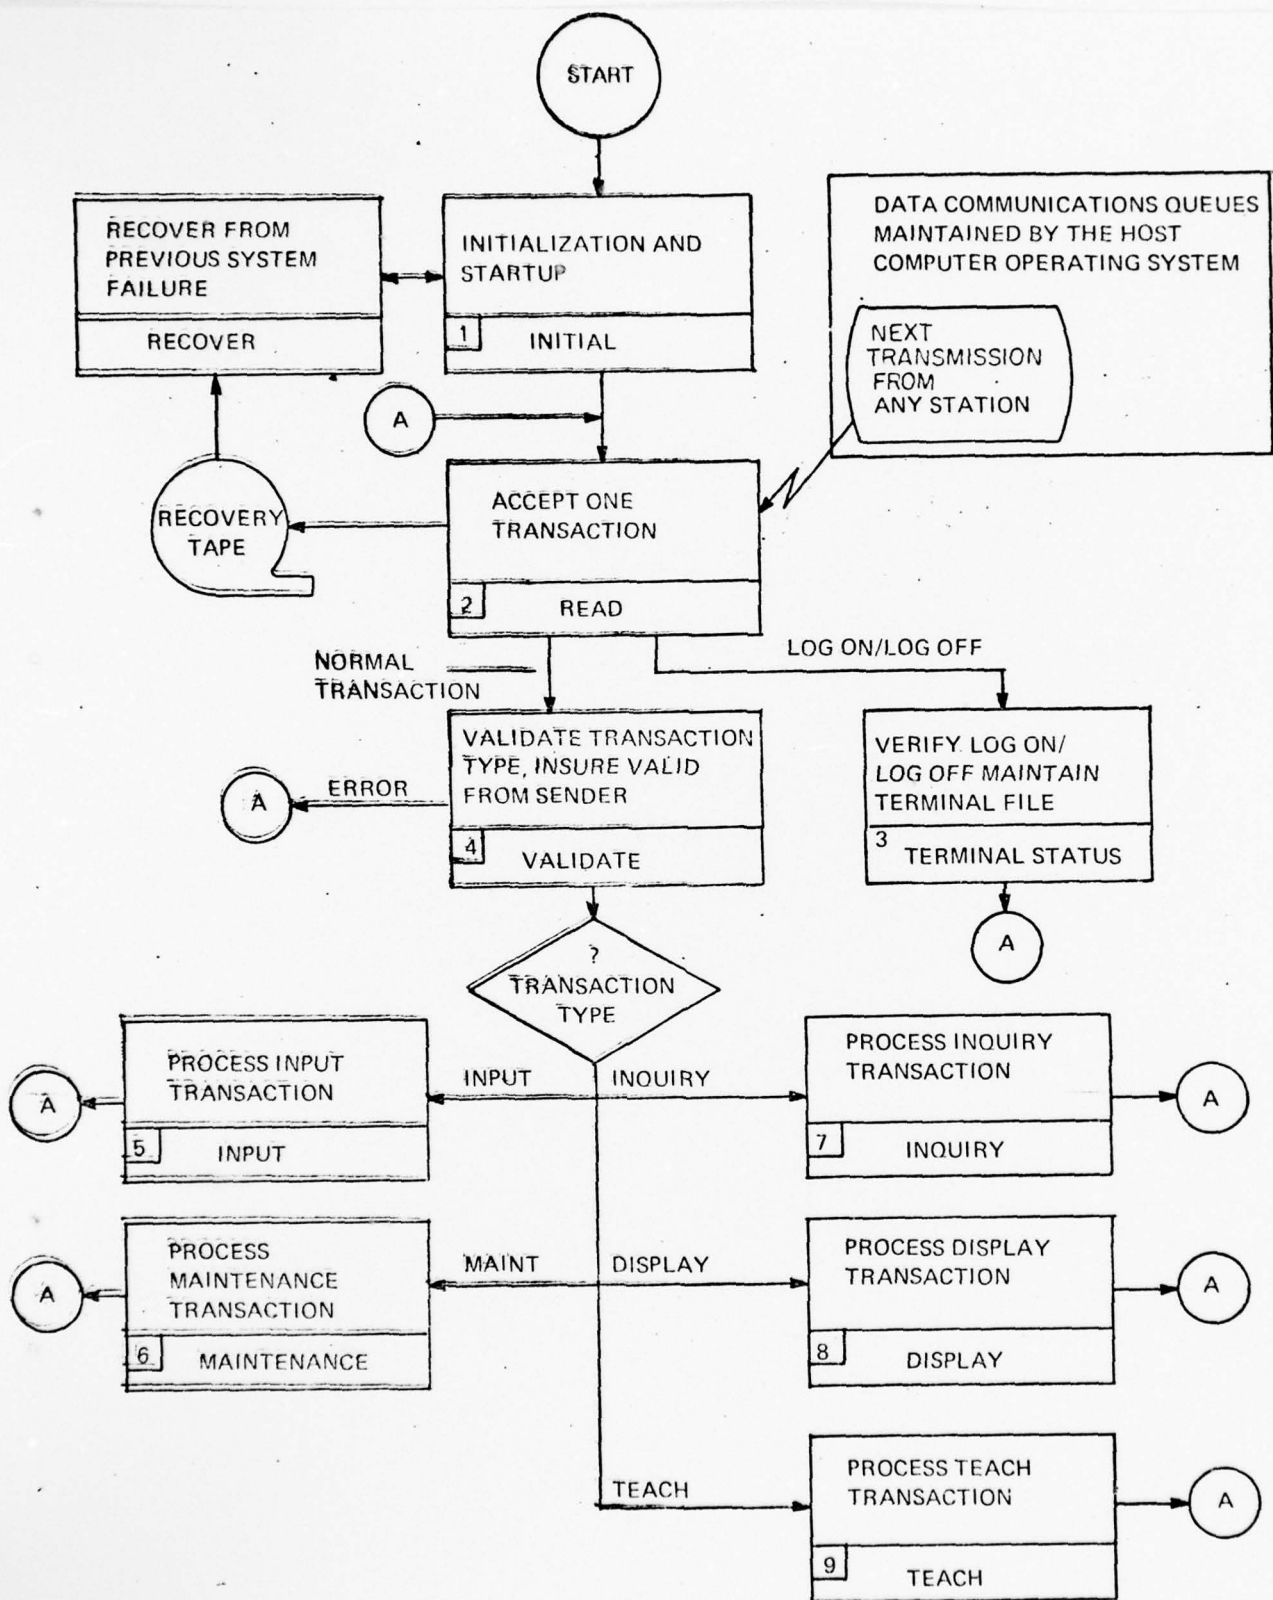 START
RECOVER FROM
PREVIOUS SYSTEM
FAILURE
RECOVER
INITIALIZATION AND
STARTUP
1
INITIAL
DATA COMMUNICATIONS QUEUES
MAINTAINED BY THE HOST
COMPUTER OPERATING SYSTEM
NEXT
TRANSMISSION
FROM
ANY STATION
A
RECOVERY
TAPE
ACCEPT ONE
TRANSACTION
2
READ
NORMAL
TRANSACTION
LOG ON/LOG OFF
A
ERROR
VALIDATE TRANSACTION
TYPE, INSURE VALID
FROM SENDER
4
VALIDATE
VERIFY LOG ON/
LOG OFF MAINTAIN
TERMINAL FILE
3
TERMINAL STATUS
A
?
TRANSACTION
TYPE
A
PROCESS INPUT
TRANSACTION
5
INPUT
INPUT
INQUIRY
PROCESS INQUIRY
TRANSACTION
7
INQUIRY
A
A
PROCESS
MAINTENANCE
TRANSACTION
6
MAINTENANCE
MAINT
DISPLAY
PROCESS DISPLAY
TRANSACTION
8
DISPLAY
A
TEACH
PROCESS TEACH
TRANSACTION
9
TEACH
A